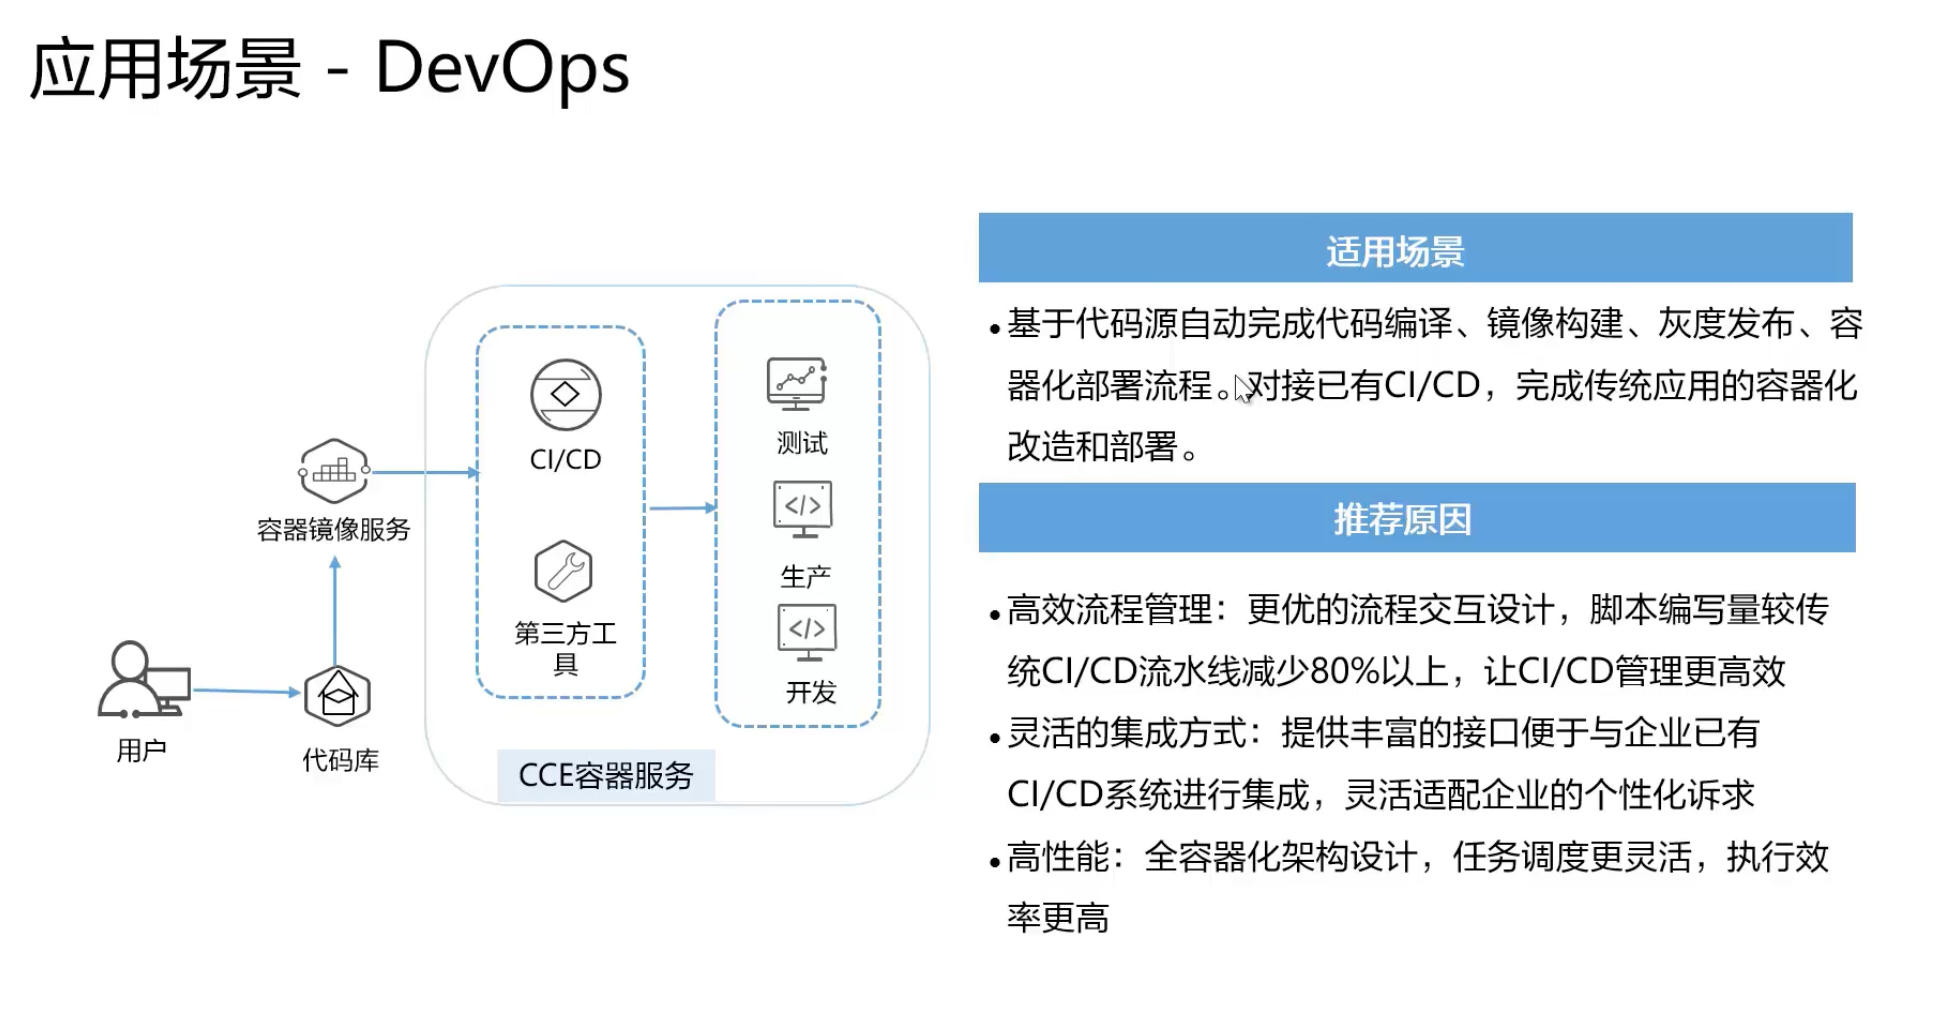 应用场景 - DevOps
容器镜像服务
用户
代码库
CI/CD
第三方工
具
测试
生产
开发
CCE容器服务
适用场景
•基于代码源自动完成代码编译、镜像构建、灰度发布、容
器化部署流程。对接已有CI/CD，完成传统应用的容器化
改造和部署。
推荐原因
•高效流程管理：更优的流程交互设计，脚本编写量较传
统CI/CD流水线减少80%以上，让CI/CD管理更高效
•灵活的集成方式：提供丰富的接口便于与企业已有
CI/CD系统进行集成，灵活适配企业的个性化诉求
•高性能：全容器化架构设计，任务调度更灵活，执行效
率更高